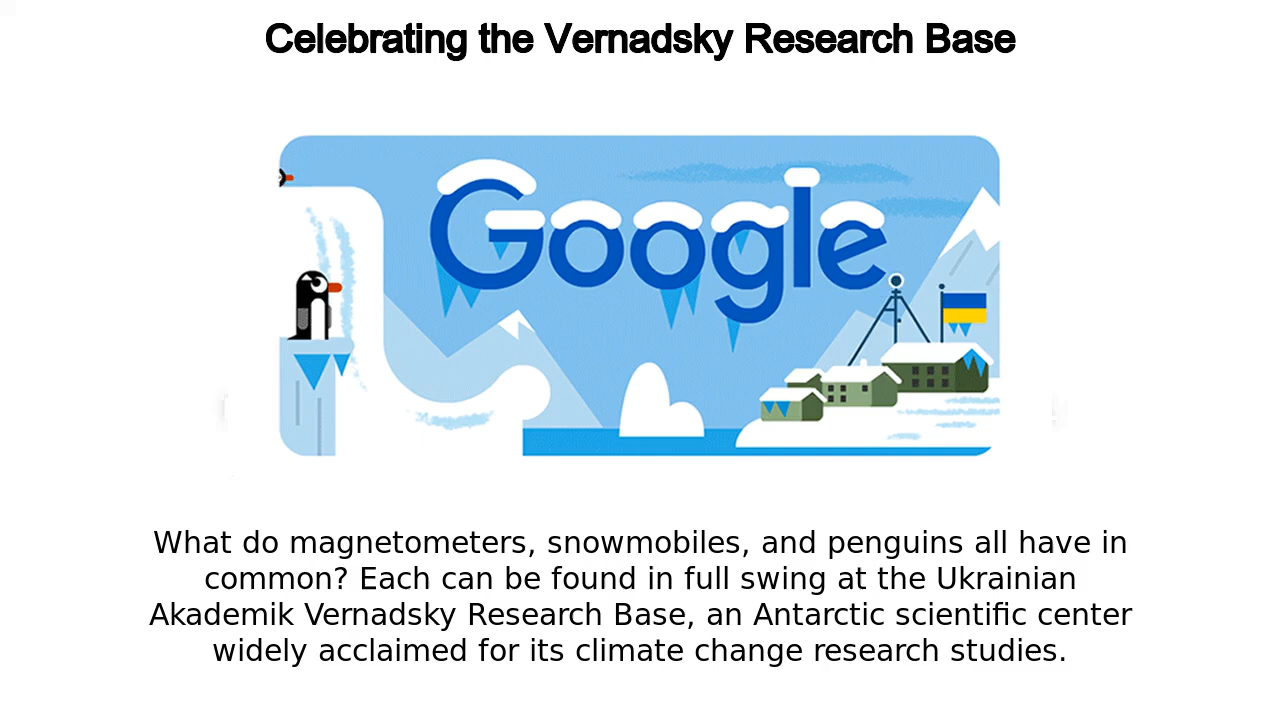 Celebrating the Vernadsky Research Base
Google
What do magnetometers, snowmobiles, and penguins all have in
common? Each can be found in full swing at the Ukrainian
Akademik Vernadsky Research Base, an Antarctic scientific center
widely acclaimed for its climate change research studies.